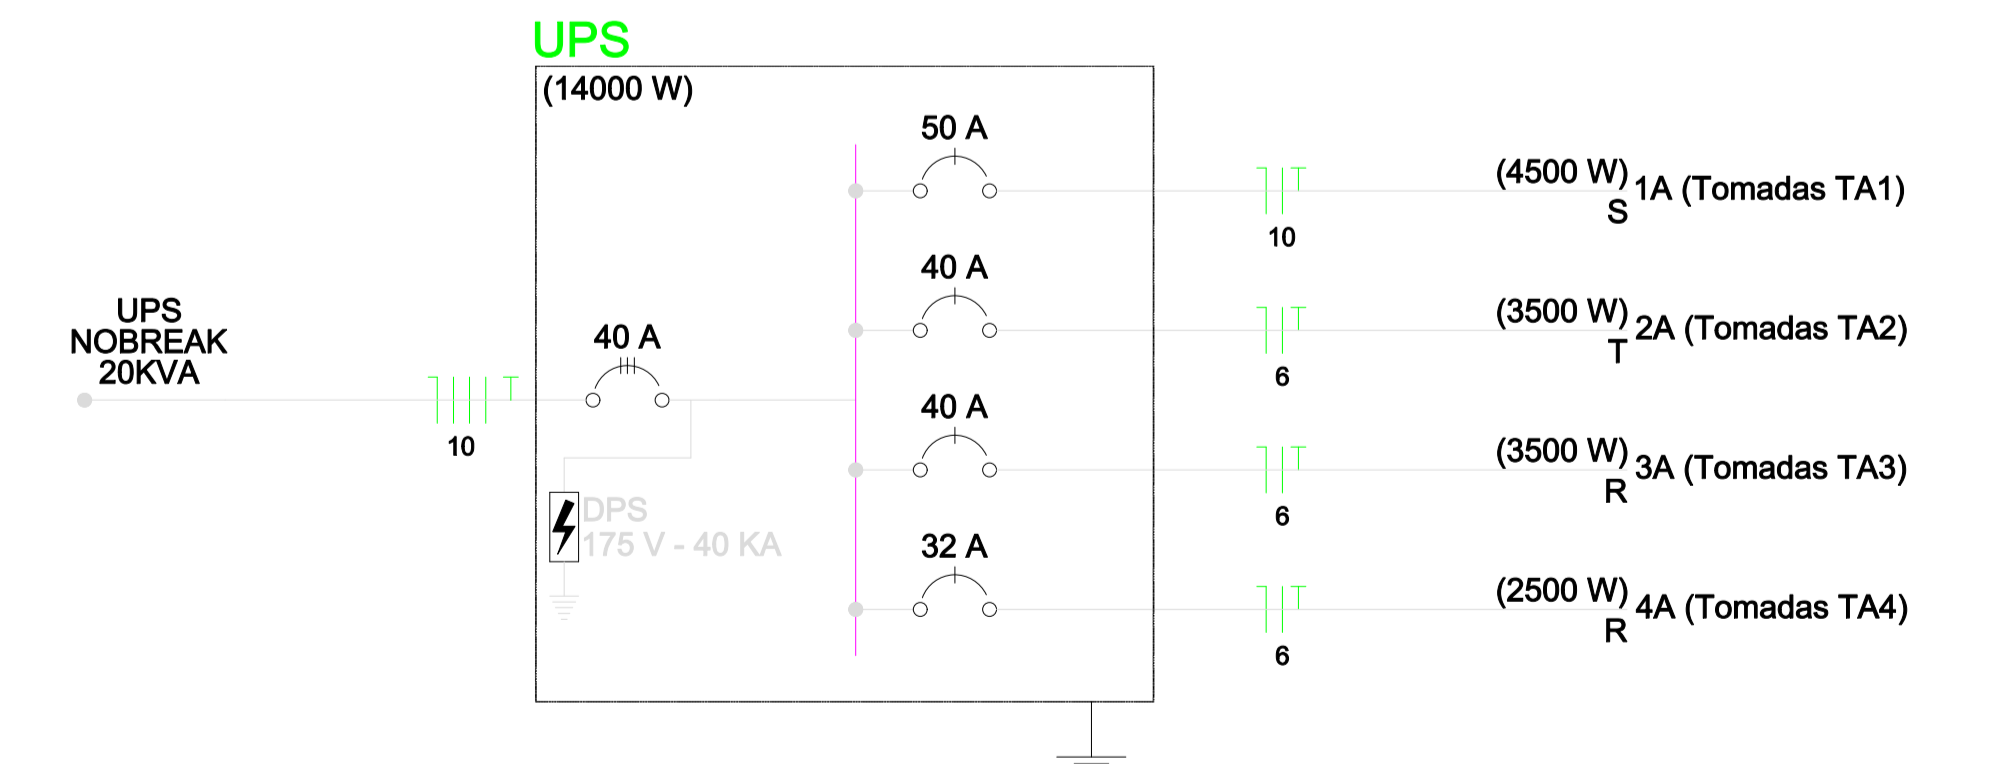 UPS
(14000 W)
50 A
(4500 W)
S
1A (Tomadas TA1)
10
40 A
(3500 W)
T
2A (Tomadas TA2)
6
UPS
NOBREAK
20KVA
10
40 A
40 A
(3500 W)
R
3A (Tomadas TA3)
6
DPS
175 V - 40 KA
32 A
(2500 W)
R
4A (Tomadas TA4)
6